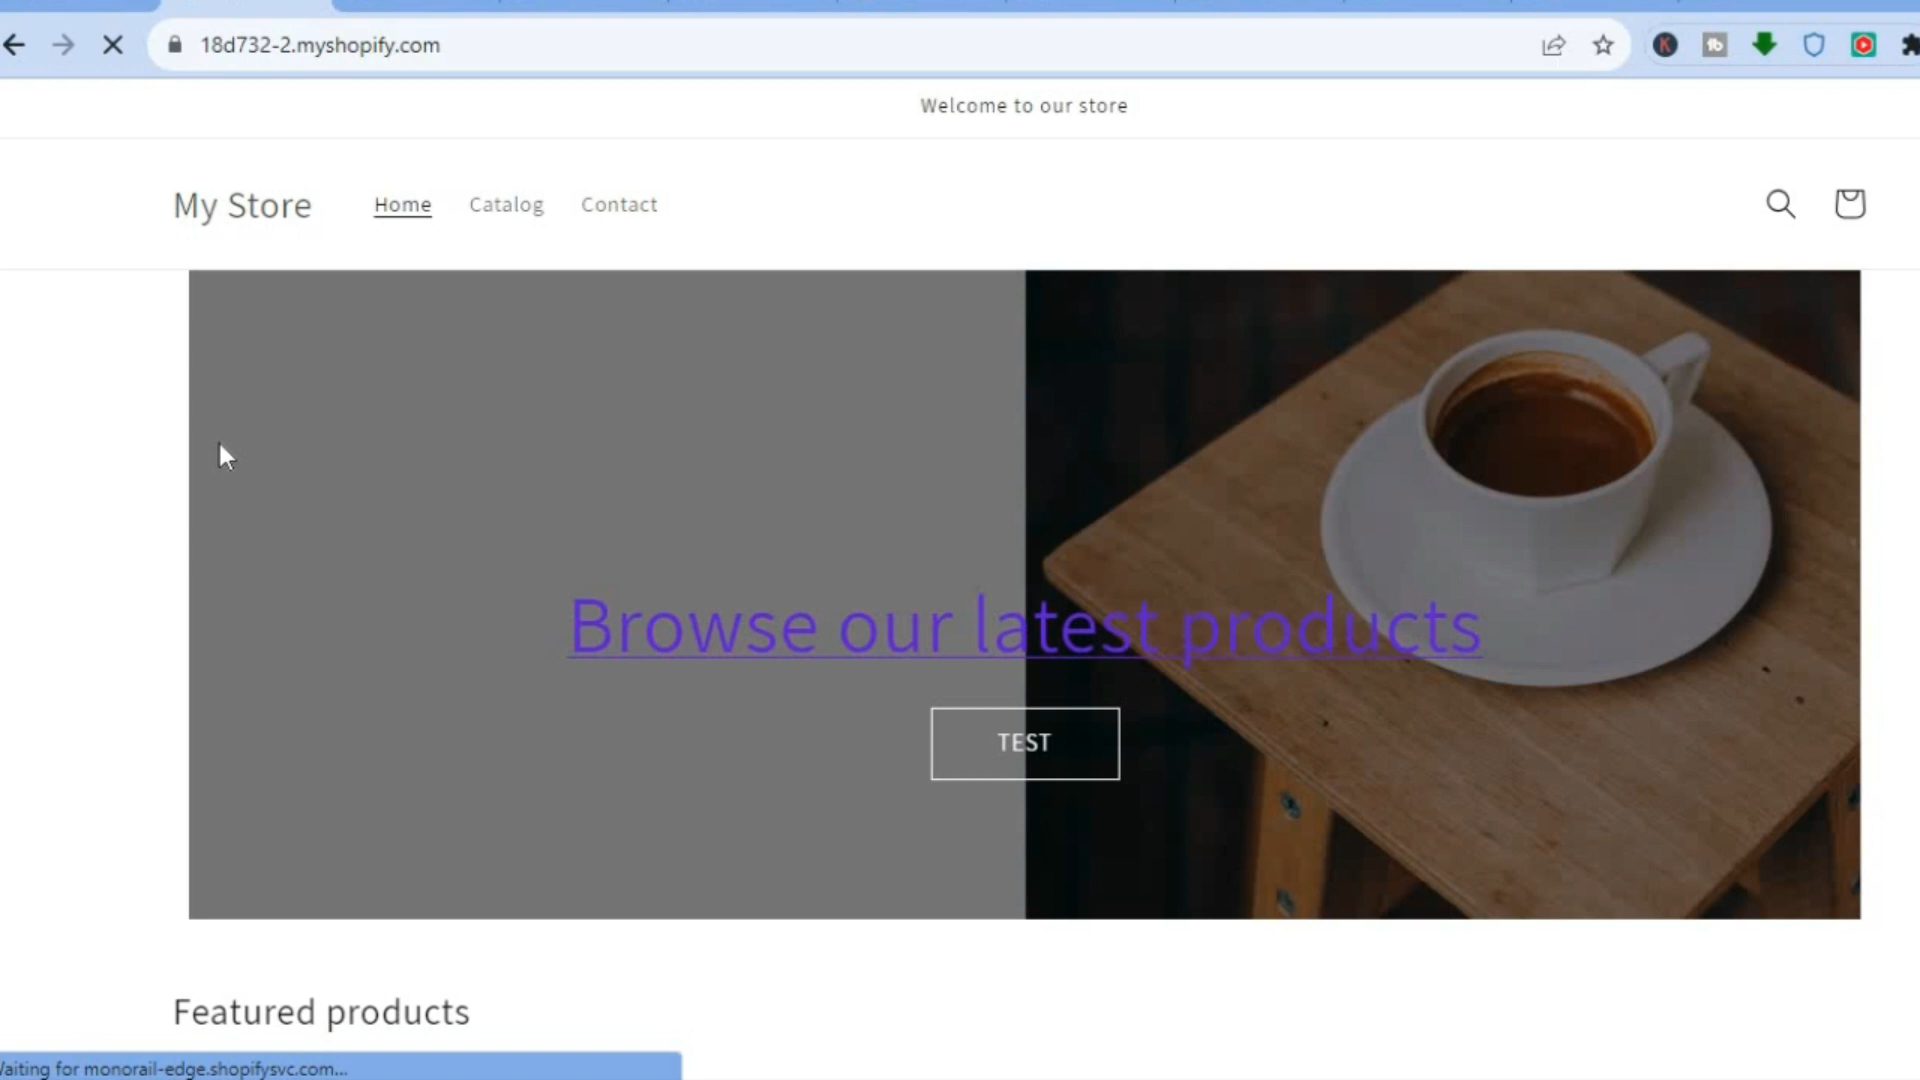 18d732-2.myshopify.com
Welcome to our store
My Store
Home Catalog Contact
Browse our latest products
TEST
Featured products
Vaiting for monorail-edge.shopifysvc.com...